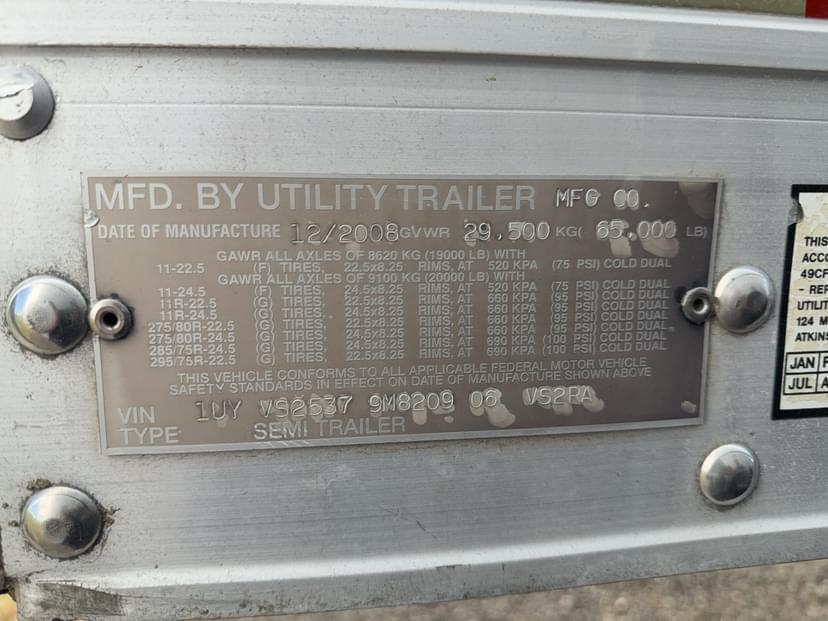 MFD. BY UTILITY TRAILER MFG CO.
DATE OF MANUFACTURE 12/2008 GVWR 29,500 KG( 65,000 LB)
GAWR ALL AXLES OF 8620 KG (19000 LB) WITH
11-22.5 (F) TIRES, 22.5x8.25 RIMS, AT 520 KPA (75 PSI) COLD DUAL
GAWR ALL AXLES OF 9100 KG (20000 LB) WITH
11-24.5 (F) TIRES, 24.5x8.25 RIMS, AT 520 KPA (75 PSI) COLD DUAL
11R-22.5 (G) TIRES, 22.5x8.25 RIMS, AT 660 KPA (95 PSI) COLD DUAL
11R-24.5 (G) TIRES, 24.5x8.25 RIMS, AT 660 KPA (95 PSI) COLD DUAL
275/80R-22.5 (G) TIRES, 22.5x8.25 RIMS, AT 660 KPA (95 PSI) COLD DUAL
275/80R-24.5 (G) TIRES, 24.5x8.25 RIMS, AT 660 KPA (95 PSI) COLD DUAL
285/75R-24.5 (G) TIRES, 24.5x8.25 RIMS, AT 690 KPA (100 PSI) COLD DUAL
295/75R-22.5 (G) TIRES, 22.5x8.25 RIMS, AT 690 KPA (100 PSI) COLD DUAL
THIS VEHICLE CONFORMS TO ALL APPLICABLE FEDERAL MOTOR VEHICLE
SAFETY STANDARDS IN EFFECT ON DATE OF MANUFACTURE SHOWN ABOVE
VIN 1UY VS2537 9M8209 06 VS2RA
TYPE SEMI TRAILER
THIS
ACCO
49CF
- REF
UTILIT
124 M
ATKINS
JAN
JUL